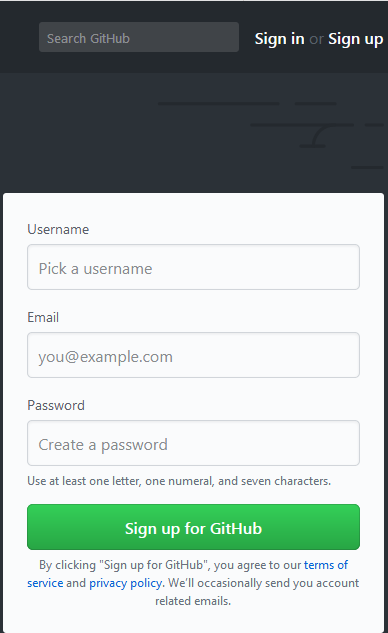 Search GitHub
Sign in or Sign up
Username
Pick a username
Email
you@example.com
Password
Create a password
Use at least one letter, one numeral, and seven characters.
Sign up for GitHub
By clicking "Sign up for GitHub", you agree to our terms of
service and privacy policy. We'll occasionally send you account
related emails.